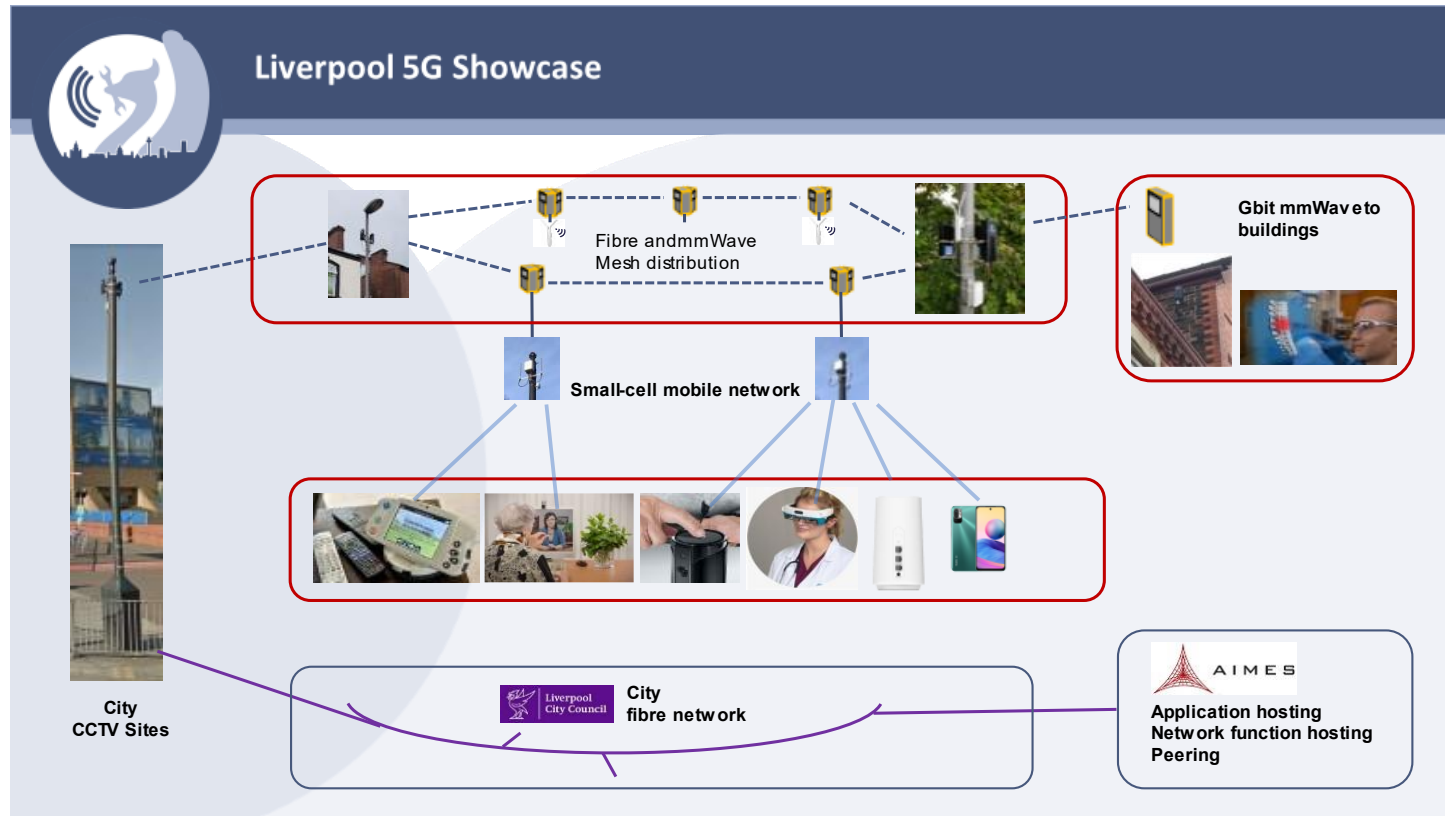 Liverpool 5G Showcase
Fibre andmmWave
Mesh distribution
Gbit mmWave to
buildings
Small-cell mobile network
City
CCTV Sites
Liverpool
City Council
City
fibre network
AIMES
Application hosting
Network function hosting
Peering